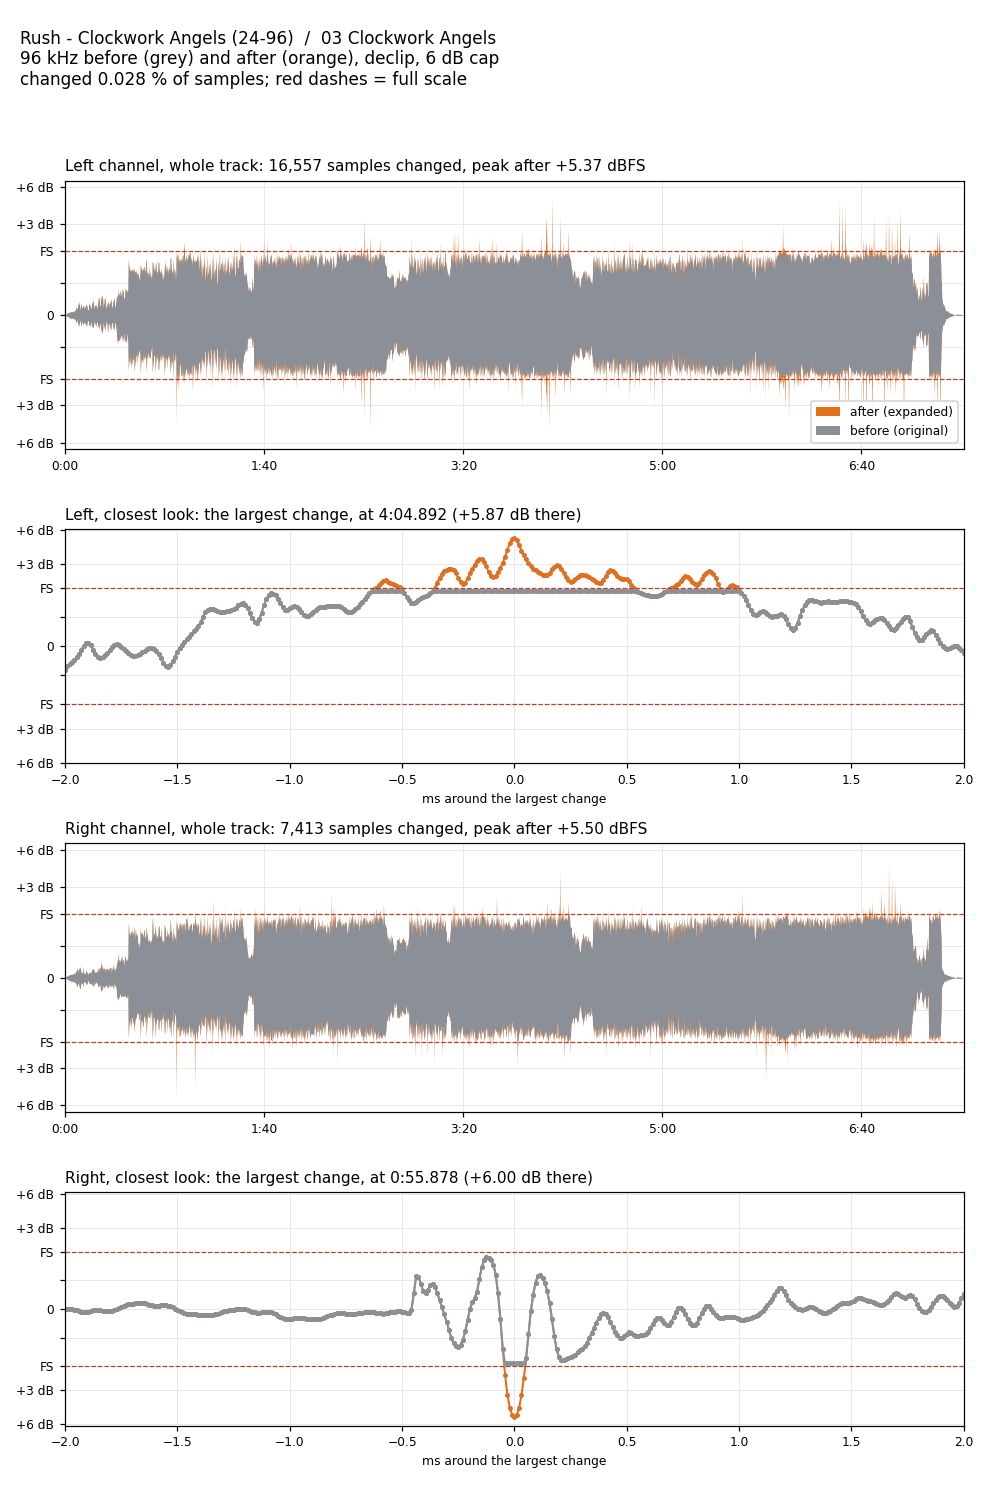 Rush - Clockwork Angels (24-96)  /  03 Clockwork Angels
96 kHz before (grey) and after (orange), declip, 6 dB cap
changed 0.028 % of samples; red dashes = full scale
Left channel, whole track: 16,557 samples changed, peak after +5.37 dBFS
+6 dB
+3 dB
FS
0
FS
+3 dB
+6 dB
after (expanded)
before (original)
0:00 1:40 3:20 5:00 6:40
Left, closest look: the largest change, at 4:04.892 (+5.87 dB there)
+6 dB
+3 dB
FS
0
FS
+3 dB
+6 dB
−2.0 −1.5 −1.0 −0.5 0.0 0.5 1.0 1.5 2.0
ms around the largest change
Right channel, whole track: 7,413 samples changed, peak after +5.50 dBFS
+6 dB
+3 dB
FS
0
FS
+3 dB
+6 dB
0:00 1:40 3:20 5:00 6:40
Right, closest look: the largest change, at 0:55.878 (+6.00 dB there)
+6 dB
+3 dB
FS
0
FS
+3 dB
+6 dB
−2.0 −1.5 −1.0 −0.5 0.0 0.5 1.0 1.5 2.0
ms around the largest change